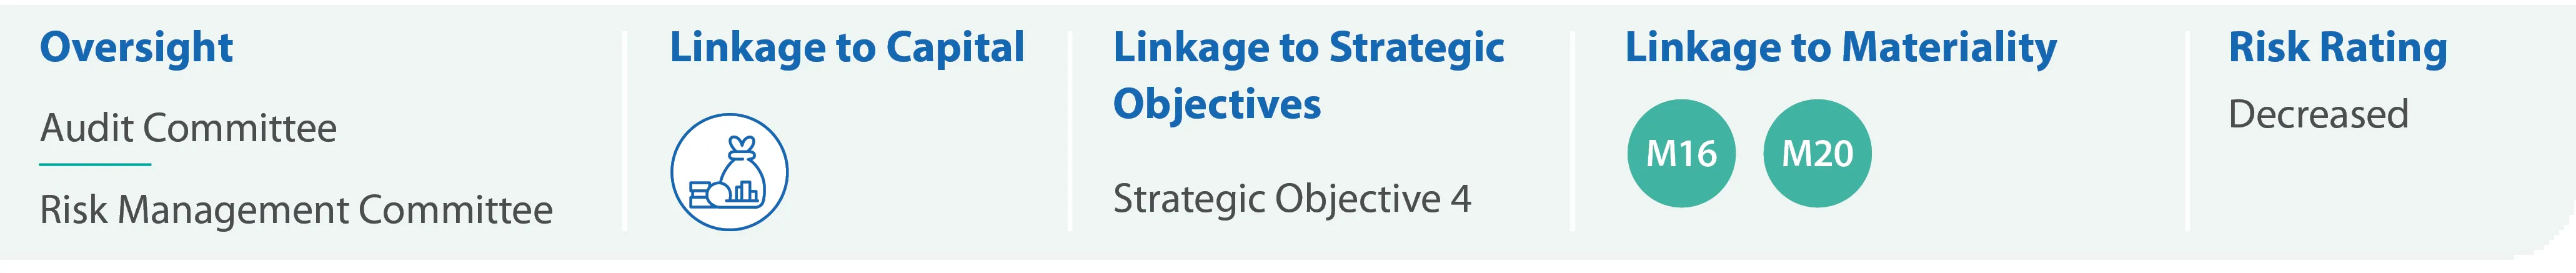 Oversight
Audit Committee
Risk Management Committee
Linkage to Capital
Linkage to Strategic
Objectives
Strategic Objective 4
Linkage to Materiality
M16 M20
Risk Rating
Decreased